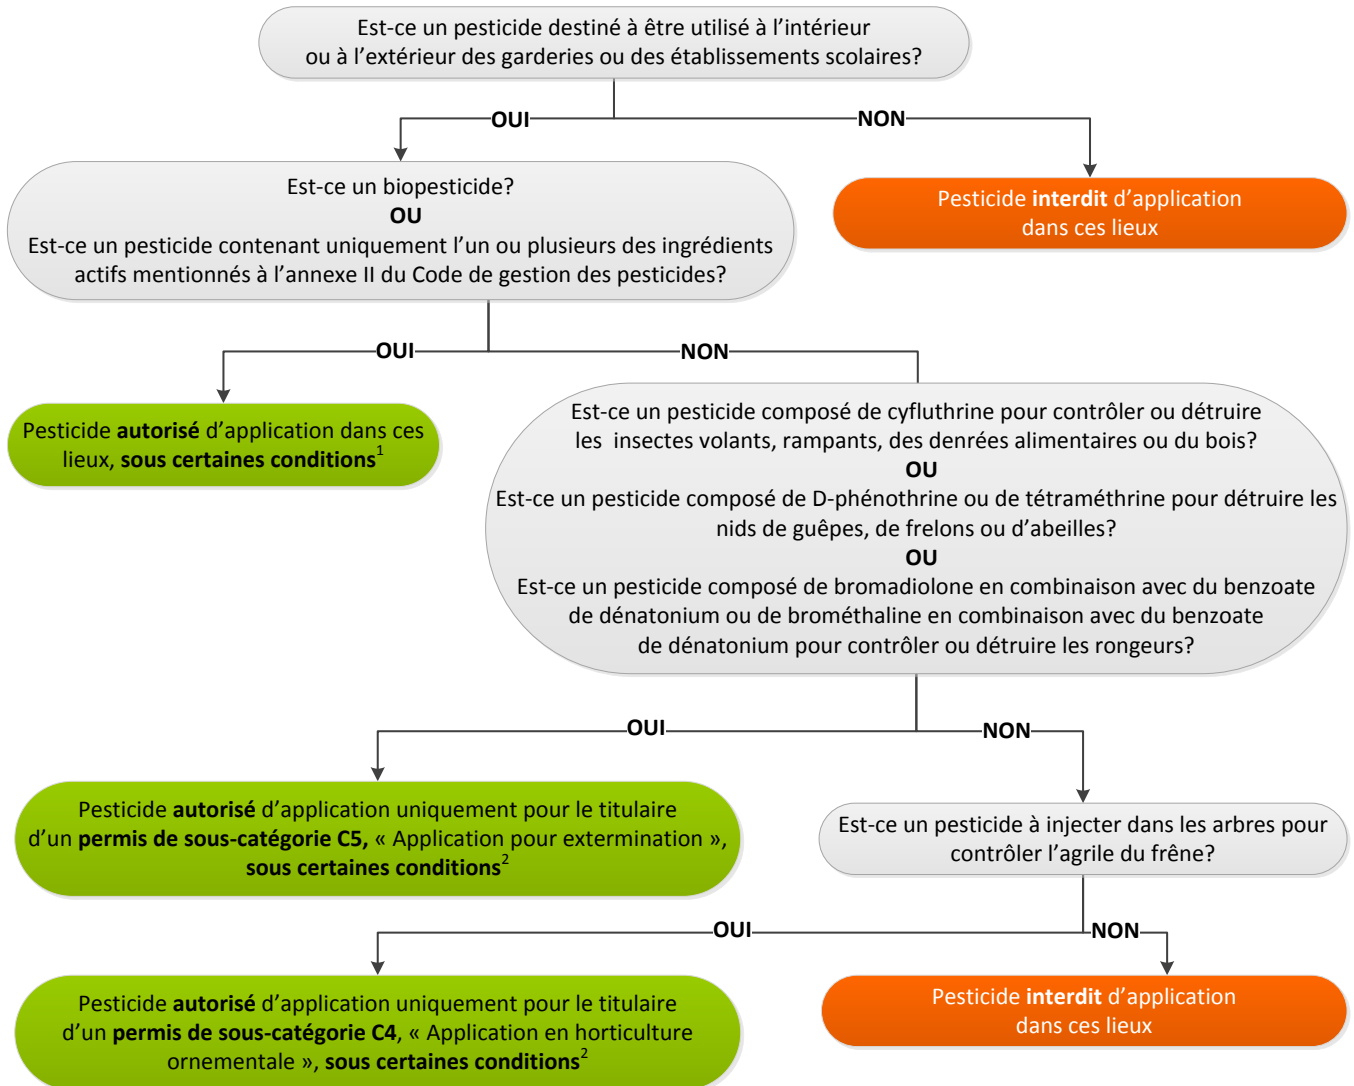 Est-ce un pesticide destiné à être utilisé à l’intérieur
ou à l’extérieur des garderies ou des établissements scolaires?
OUI
NON
Est-ce un biopesticide?
OU
Est-ce un pesticide contenant uniquement l’un ou plusieurs des ingrédients
actifs mentionnés à l’annexe II du Code de gestion des pesticides?
Pesticide interdit d’application
dans ces lieux
OUI
NON
Pesticide autorisé d’application dans ces
lieux, sous certaines conditions1
Est-ce un pesticide composé de cyfluthrine pour contrôler ou détruire
les insectes volants, rampants, des denrées alimentaires ou du bois?
OU
Est-ce un pesticide composé de D-phénothrine ou de tétraméthrine pour détruire les
nids de guêpes, de frelons ou d’abeilles?
OU
Est-ce un pesticide composé de bromadiolone en combinaison avec du benzoate
de dénatonium ou de brométhaline en combinaison avec du benzoate
de dénatonium pour contrôler ou détruire les rongeurs?
OUI
NON
Pesticide autorisé d’application uniquement pour le titulaire
d’un permis de sous-catégorie C5, « Application pour extermination »,
sous certaines conditions2
Est-ce un pesticide à injecter dans les arbres pour
contrôler l’agrile du frêne?
OUI
NON
Pesticide autorisé d’application uniquement pour le titulaire
d’un permis de sous-catégorie C4, « Application en horticulture
ornementale », sous certaines conditions2
Pesticide interdit d’application
dans ces lieux